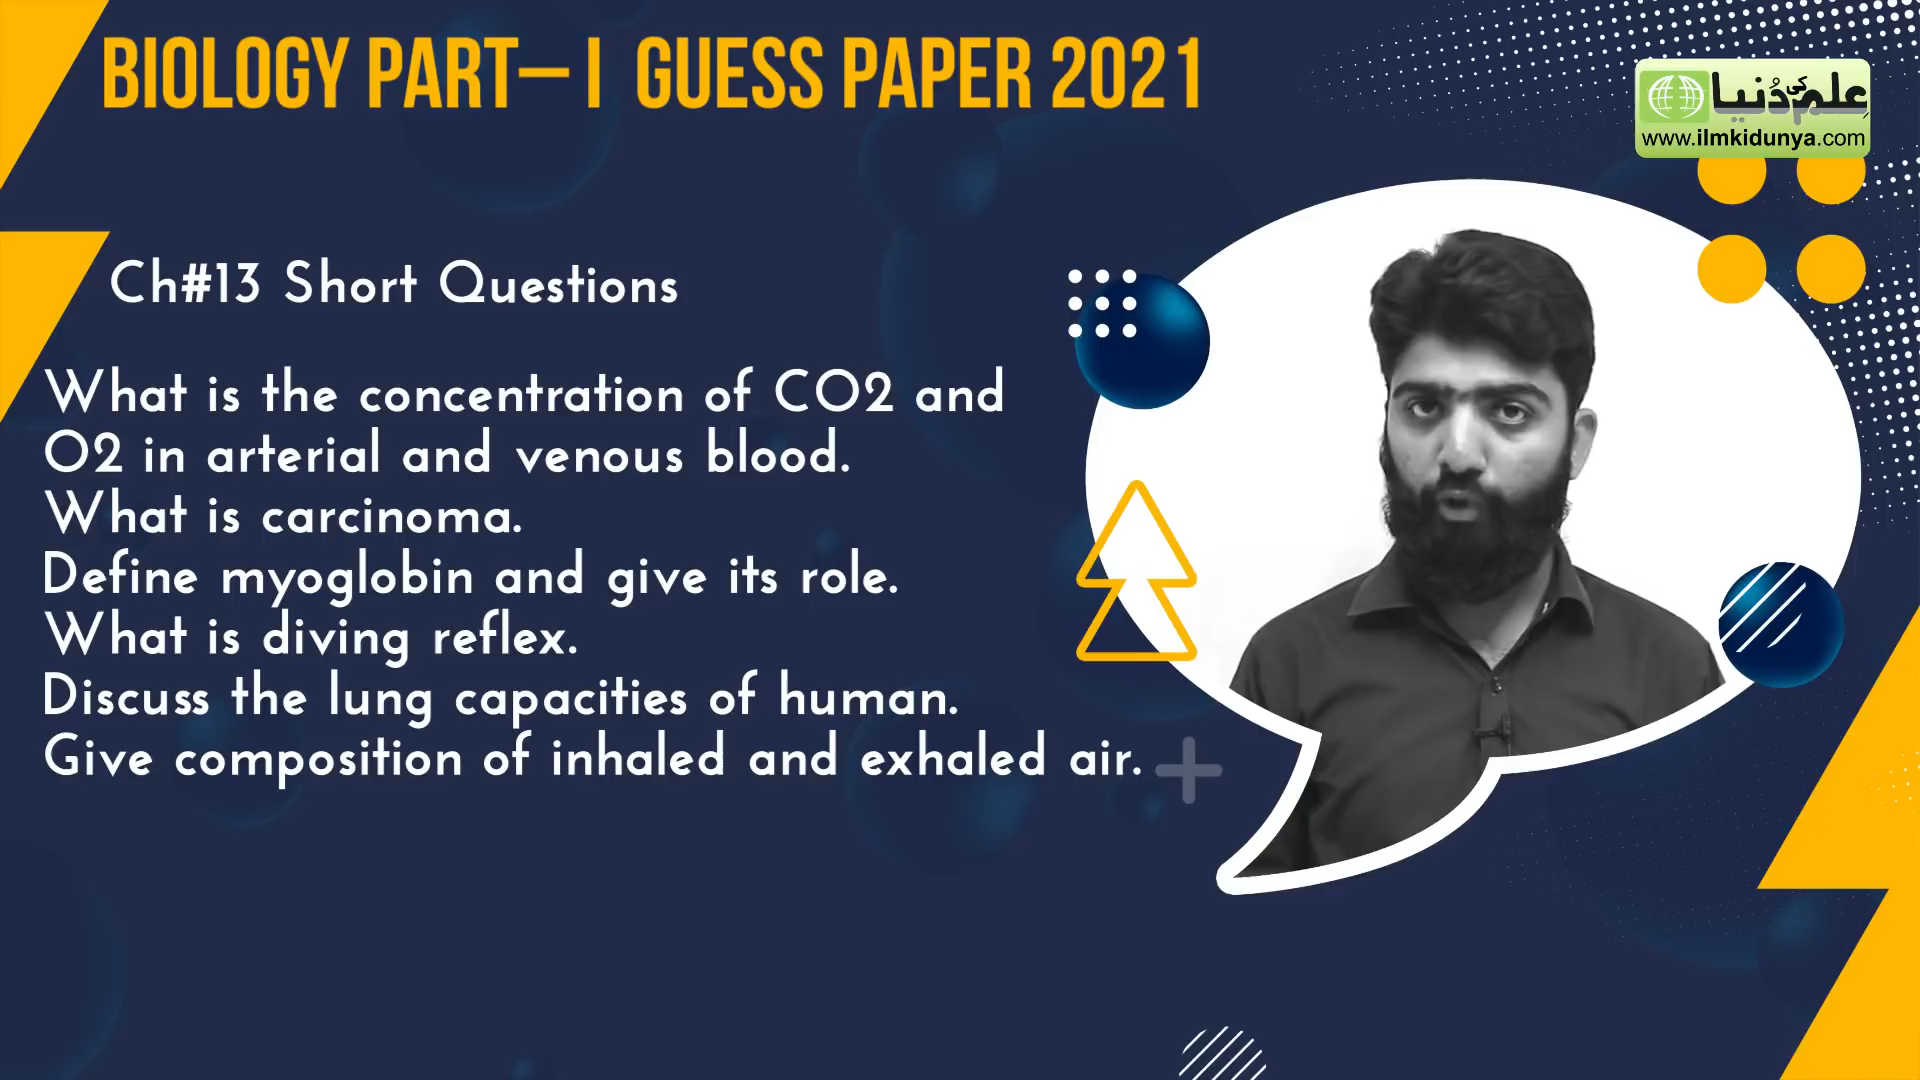 BIOLOGY PART– I GUESS PAPER 2021
علم کی دُنیا
www.ilmkidunya.com
Ch#13 Short Questions
What is the concentration of CO2 and
O2 in arterial and venous blood.
What is carcinoma.
Define myoglobin and give its role.
What is diving reflex.
Discuss the lung capacities of human.
Give composition of inhaled and exhaled air.